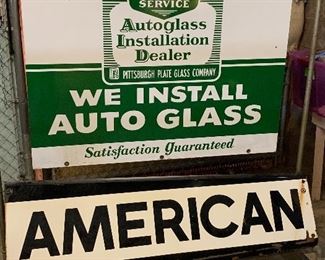 SERVICE
Autoglass
Installation
Dealer
PITTSBURGH PLATE GLASS COMPANY
WE INSTALL
AUTO GLASS
Satisfaction Guaranteed
AMERICAN